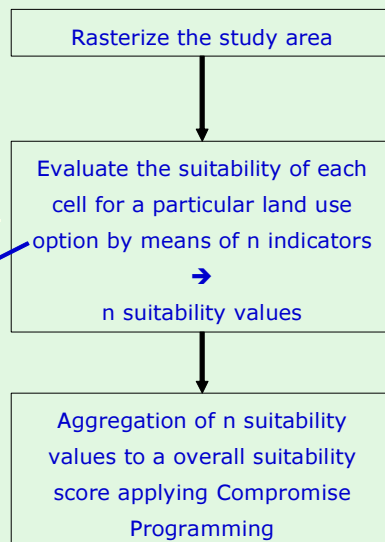 Rasterize the study area
Evaluate the suitability of each
cell for a particular land use
option by means of n indicators
➔
n suitability values
Aggregation of n suitability
values to a overall suitability
score applying Compromise
Programming